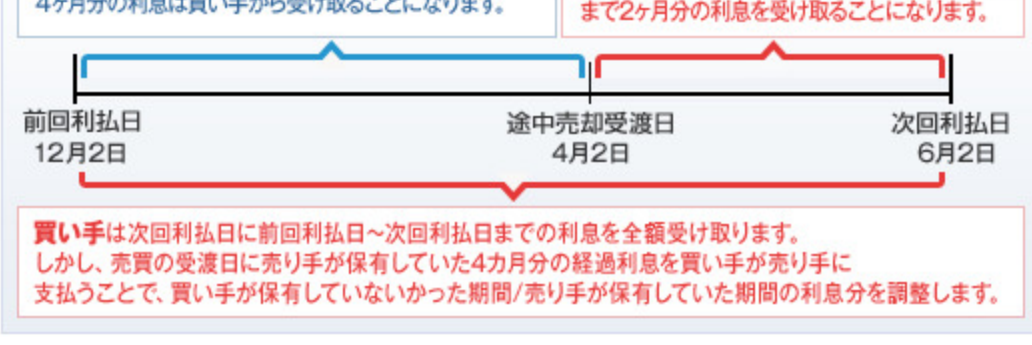 4ヶ月分の利息は買い手から受け取ることになります。
まで2ヶ月分の利息を受け取ることになります。
前回利払日
12月2日
途中売却受渡日
4月2日
次回利払日
6月2日
買い手は次回利払日に前回利払日~次回利払日までの利息を全額受け取ります。
しかし、売買の受渡日に売り手が保有していた4カ月分の経過利息を買い手が売り手に
支払うことで、買い手が保有していないかった期間/売り手が保有していた期間の利息分を調整します。